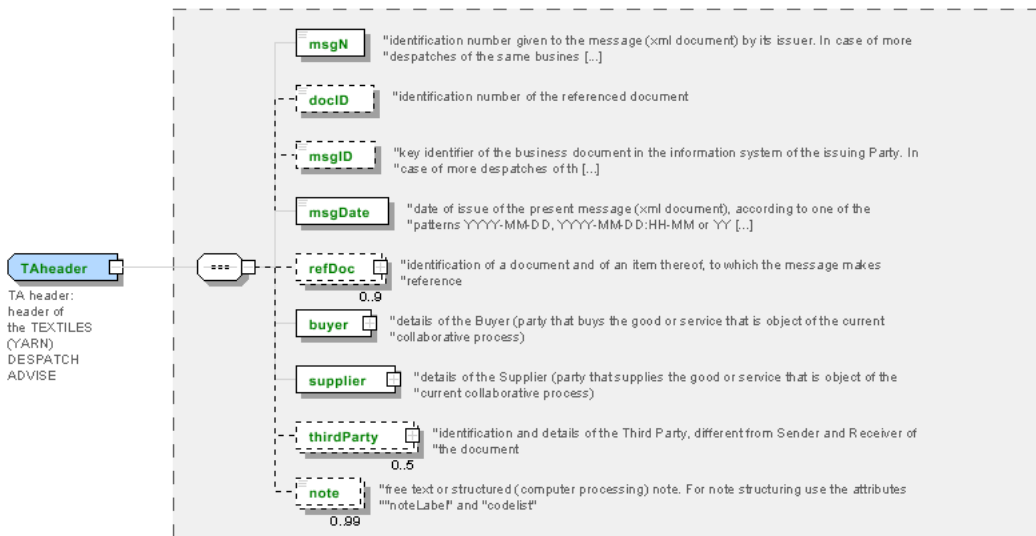 msgN
"identification number given to the message (xml document) by its issuer. In case of more
"despatches of the same busines [...]
docID
"identification number of the referenced document
msgID
"key identifier of the business document in the information system of the issuing Party. In
"case of more despatches of th [...]
msgDate
"date of issue of the present message (xml document), according to one of the
"patterns YYYY-MM-DD, YYYY-MM-DD:HH-MM or YY [...]
TAheader
TA header:
header of
the TEXTILES
(YARN)
DESPATCH
ADVISE
refDoc
0..9
"identification of a document and of an item thereof, to which the message makes
"reference
buyer
"details of the Buyer (party that buys the good or service that is object of the current
"collaborative process)
supplier
"details of the Supplier (party that supplies the good or service that is object of the
"current collaborative process)
thirdParty
0..5
"identification and details of the Third Party, different from Sender and Receiver of
"the document
note
0..99
"free text or structured (computer processing) note. For note structuring use the attributes
""noteLabel" and "codelist"